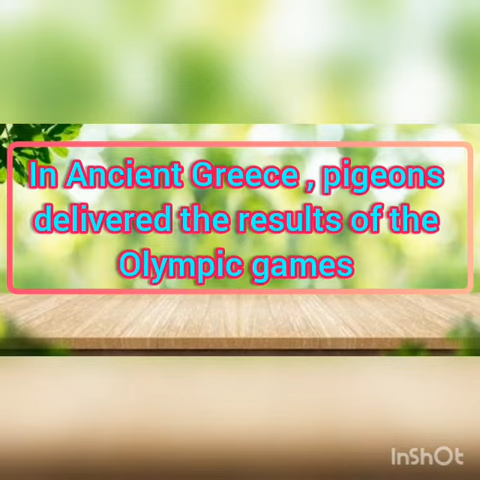 In Ancient Greece , pigeons
delivered the results of the
Olympic games
InShOt